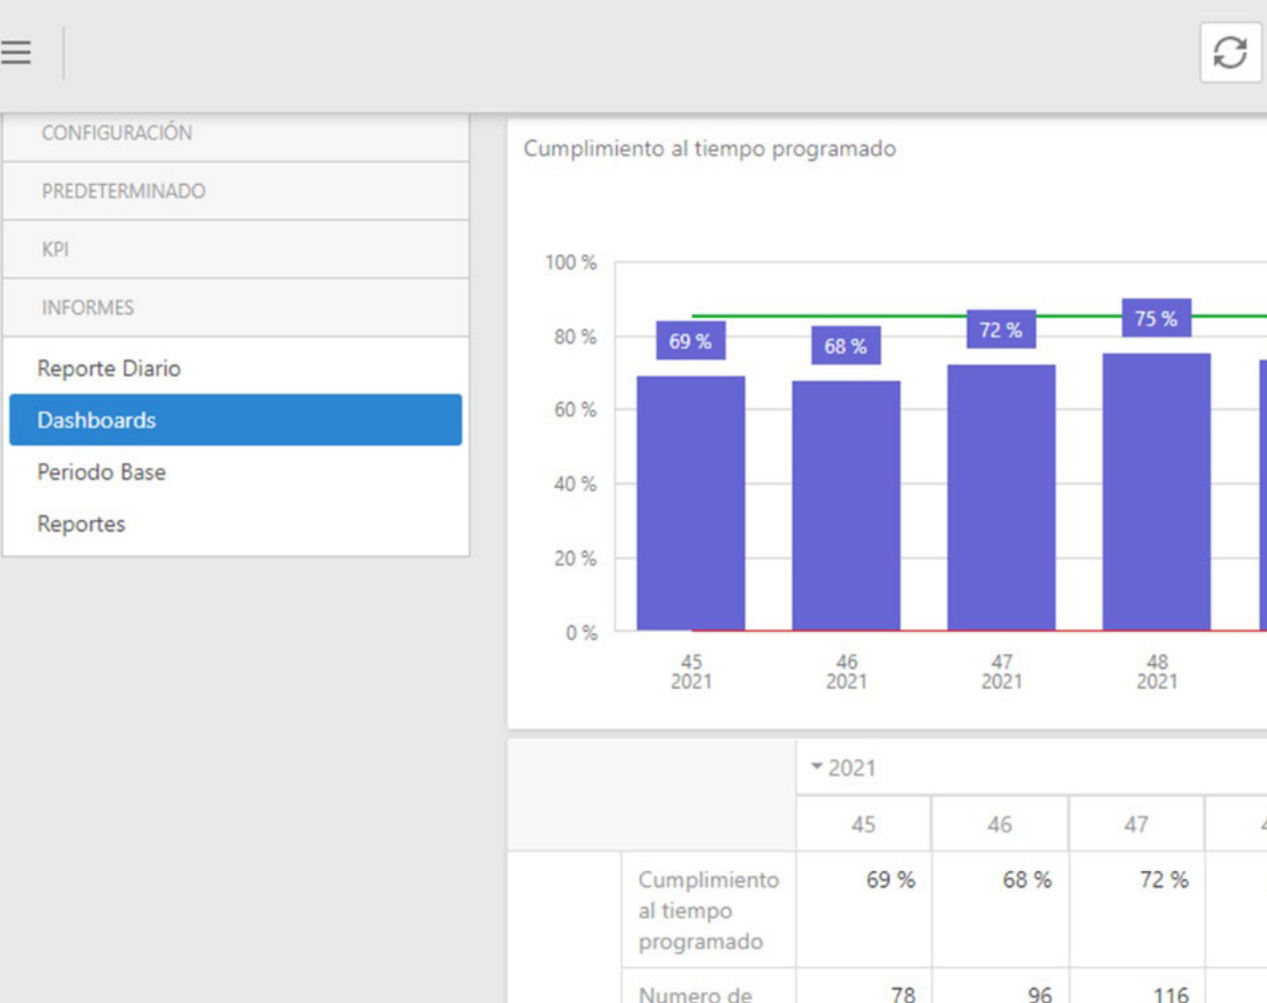 CONFIGURACIÓN
PREDETERMINADO
KPI
INFORMES
Reporte Diario
Dashboards
Periodo Base
Reportes
Cumplimiento al tiempo programado
100 %
80 %
60 %
40 %
20 %
0 %
69 %
68 %
72 %
75 %
45
2021
46
2021
47
2021
48
2021
2021
45 46 47
Cumplimiento 69 % 68 % 72 %
al tiempo
programado
Numero de 78 96 116